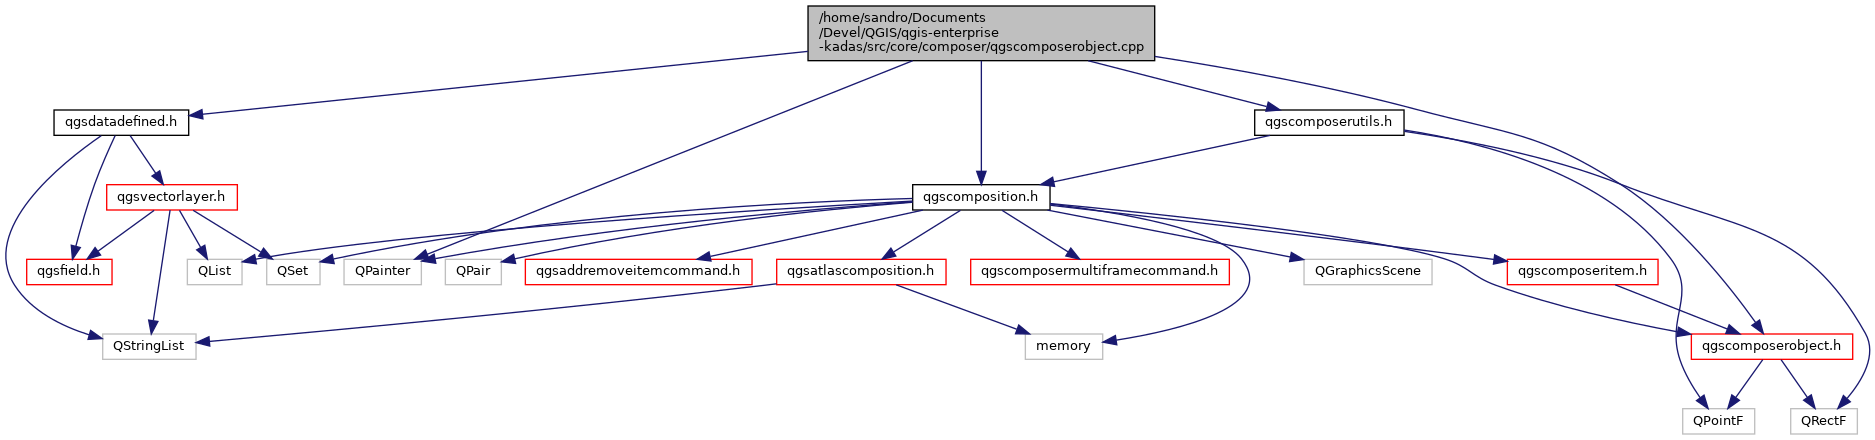 /home/sandro/Documents
/Devel/QGIS/qgis-enterprise
-kadas/src/core/composer/qgscomposerobject.cpp
qgsdatadefined.h
qgscomposerutils.h
qgsvectorlayer.h
qgscomposition.h
qgsfield.h
QList
QSet
QPainter
QPair
qgsaddremoveitemcommand.h
qgsatlascomposition.h
qgscomposermultiframecommand.h
QGraphicsScene
qgscomposeritem.h
QStringList
memory
qgscomposerobject.h
QPointF
QRectF